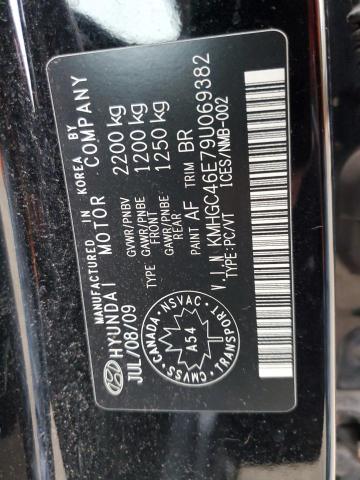 MANUFACTURED IN KOREA BY
HYUNDAI MOTOR COMPANY
JUL/08/09
GVWR/PNBV 2200 kg
TYPE GAWR/PNBE FRONT 1200 kg
GAWR/PNBE REAR 1250 kg
PAINT AF TRIM BR
V.I.N KMHGC46E79U069382
TYPE:PC/VT ICES/NMB-002
CMVSS - CANADA - NSVAC
A54
TRANSPORT